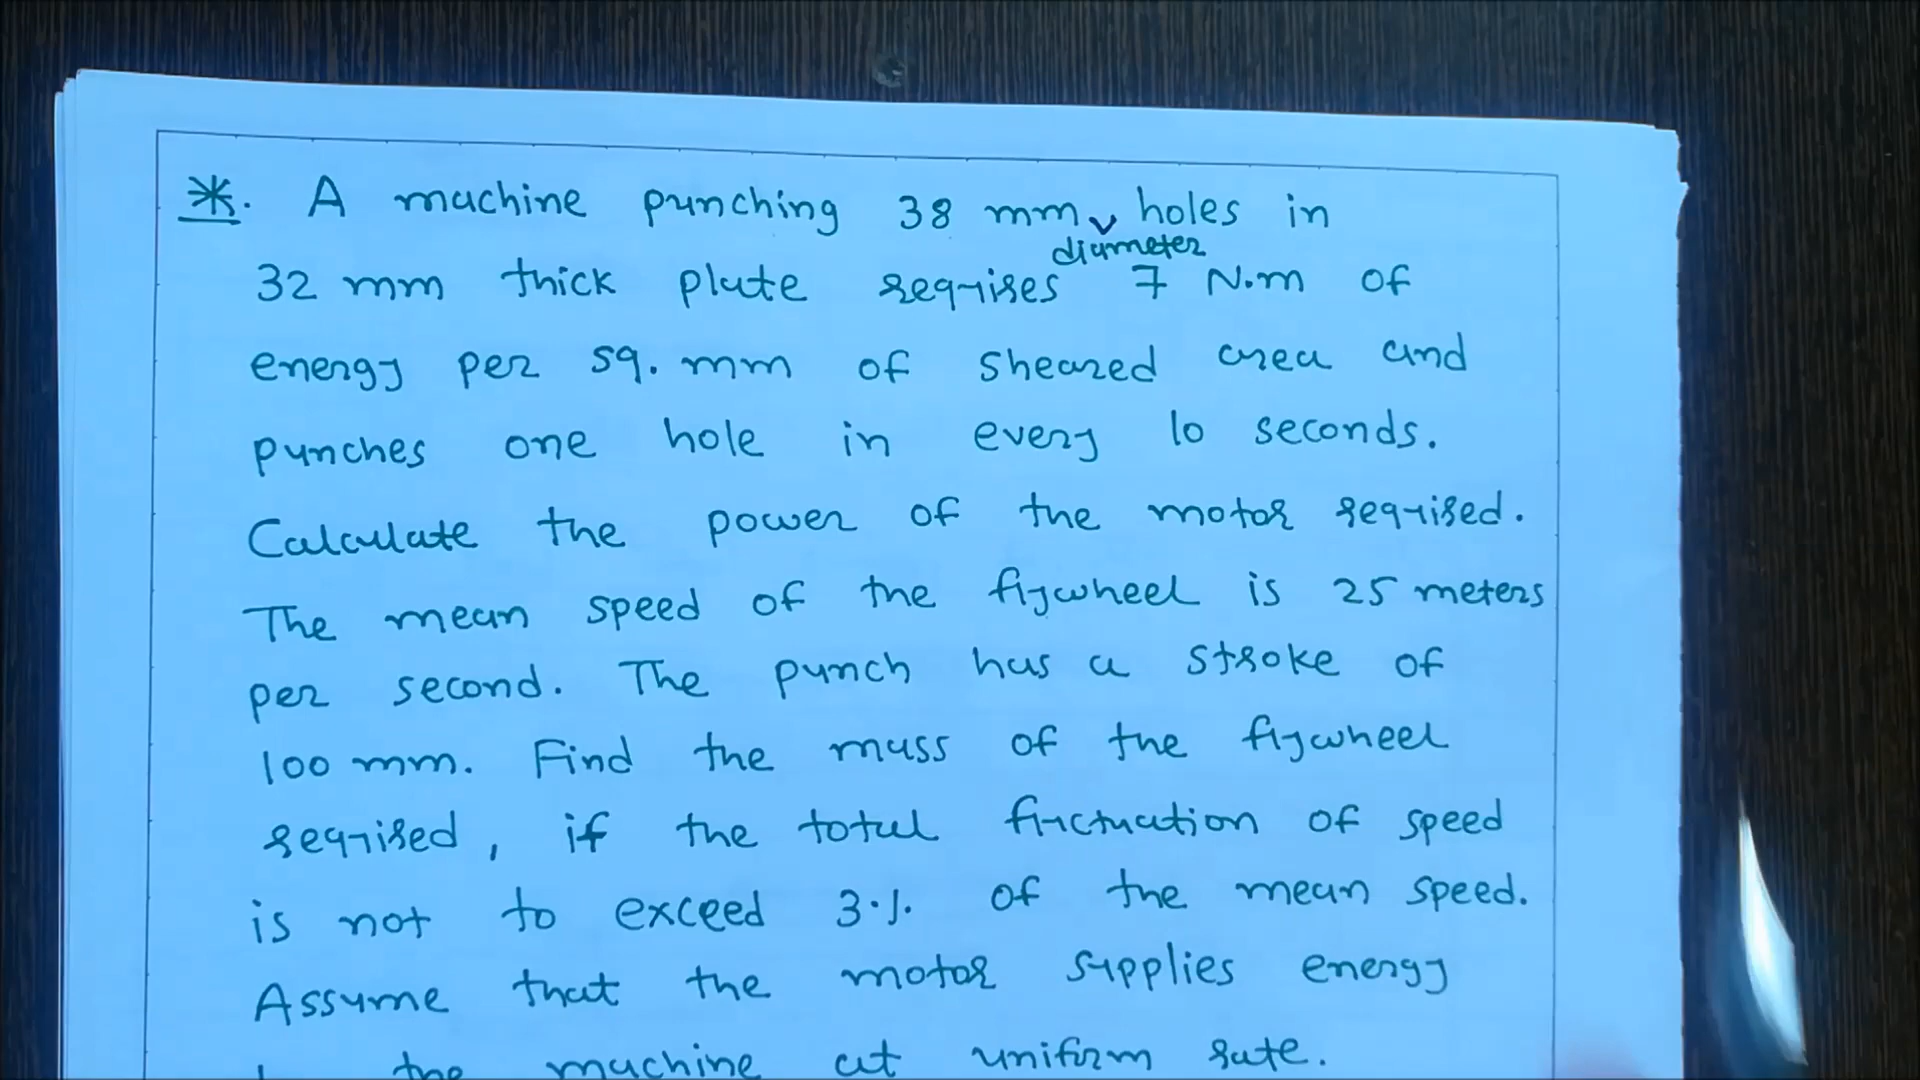 *. A machine punching 38 mm holes in
diameter
32 mm thick plate requires 7 N.m of
energy per sq. mm of sheared area and
punches one hole in every 10 seconds.
Calculate the power of the motor required.
The mean speed of the flywheel is 25 meters
per second. The punch has a stroke of
100 mm. Find the mass of the flywheel
required, if the total fluctuation of speed
is not to exceed 3 % of the mean speed.
Assume that the motor supplies energy
the machine at uniform rate.